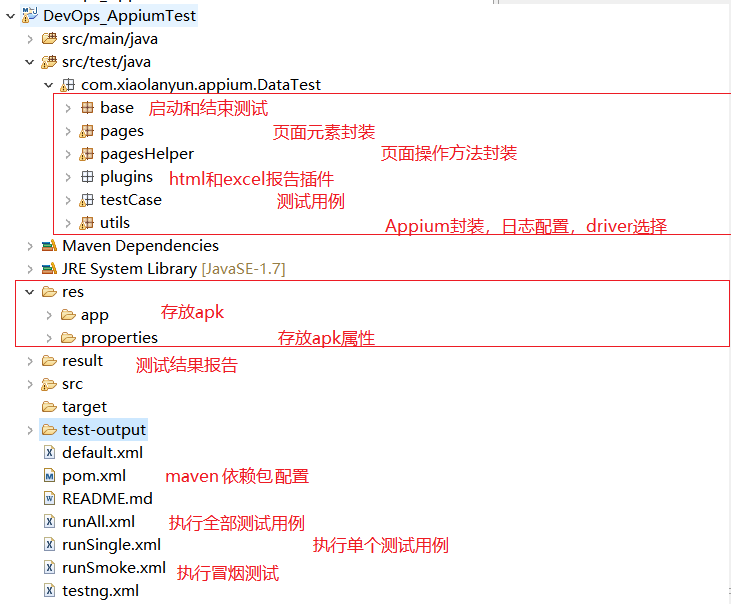 DevOps_AppiumTest
src/main/java
src/test/java
com.xiaolanyun.appium.DataTest
base 启动和结束测试
pages 页面元素封装
pagesHelper 页面操作方法封装
plugins html和excel报告插件
testCase 测试用例
utils Appium封装，日志配置，driver选择
Maven Dependencies
JRE System Library [JavaSE-1.7]
res
app 存放apk
properties 存放apk属性
result 测试结果报告
src
target
test-output
default.xml
pom.xml maven 依赖包 配置
README.md
runAll.xml 执行全部测试用例
runSingle.xml 执行单个测试用例
runSmoke.xml 执行冒烟测试
testng.xml